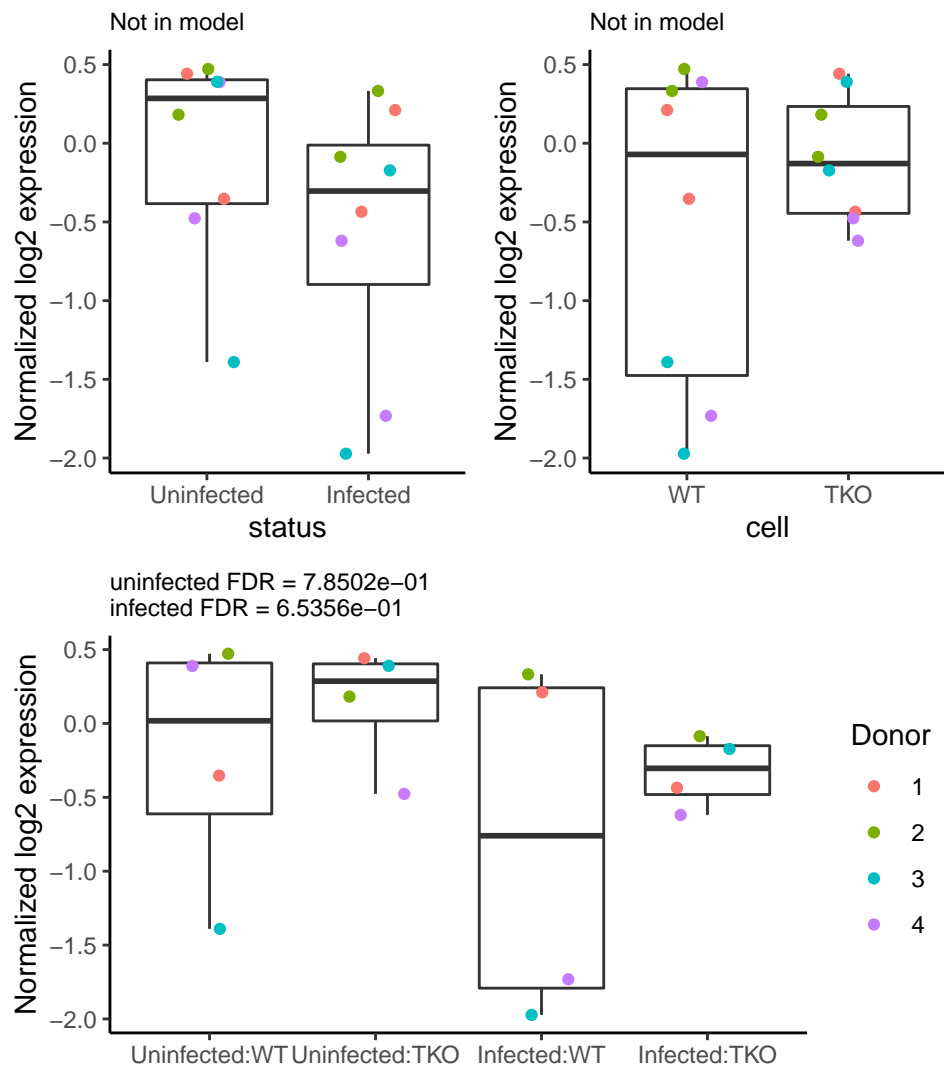 Not in model
Normalized log2 expression
0.5
0.0
−0.5
−1.0
−1.5
−2.0
Uninfected Infected
status
Not in model
Normalized log2 expression
0.5
0.0
−0.5
−1.0
−1.5
−2.0
WT TKO
cell
uninfected FDR = 7.8502e−01
infected FDR = 6.5356e−01
Normalized log2 expression
0.5
0.0
−0.5
−1.0
−1.5
−2.0
Uninfected:WT Uninfected:TKO Infected:WT Infected:TKO
Donor
1
2
3
4